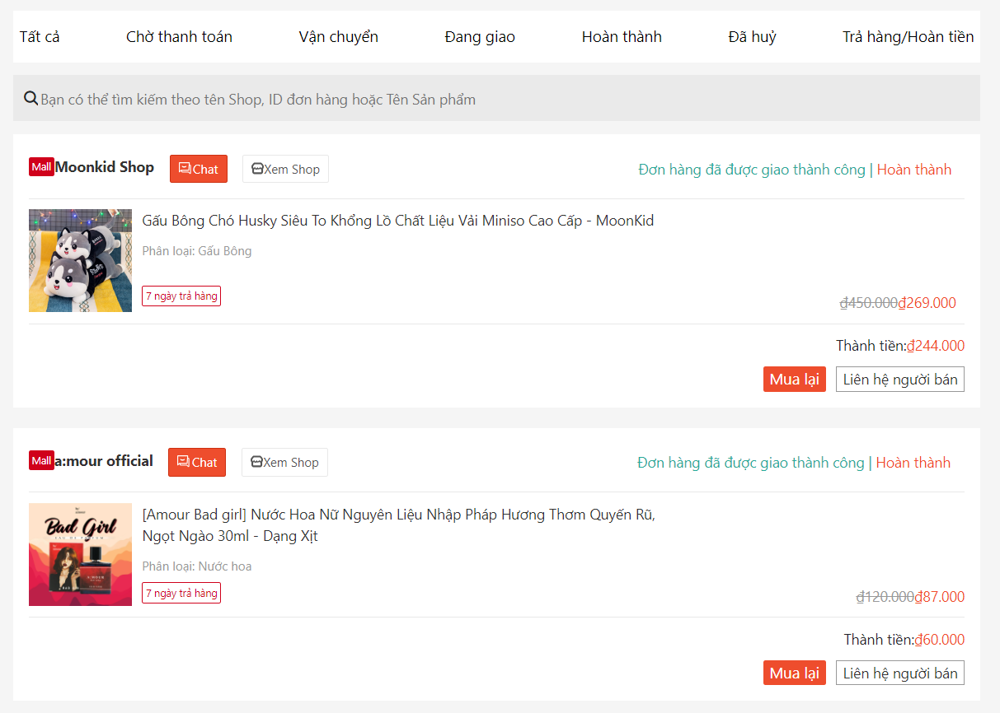 Tất cả Chờ thanh toán Vận chuyển Đang giao Hoàn thành Đã huỷ Trả hàng/Hoàn tiền
Bạn có thể tìm kiếm theo tên Shop, ID đơn hàng hoặc Tên Sản phẩm
Mall Moonkid Shop Chat Xem Shop Đơn hàng đã được giao thành công | Hoàn thành
Gấu Bông Chó Husky Siêu To Khổng Lồ Chất Liệu Vải Miniso Cao Cấp - MoonKid
Phân loại: Gấu Bông
7 ngày trả hàng
₫450.000₫269.000
Thành tiền:₫244.000
Mua lại Liên hệ người bán
Mall a:mour official Chat Xem Shop Đơn hàng đã được giao thành công | Hoàn thành
Bad Girl
EAU DE PARFUM
[Amour Bad girl] Nước Hoa Nữ Nguyên Liệu Nhập Pháp Hương Thơm Quyến Rũ,
Ngọt Ngào 30ml - Dạng Xịt
Phân loại: Nước hoa
7 ngày trả hàng
₫120.000₫87.000
Thành tiền:₫60.000
Mua lại Liên hệ người bán